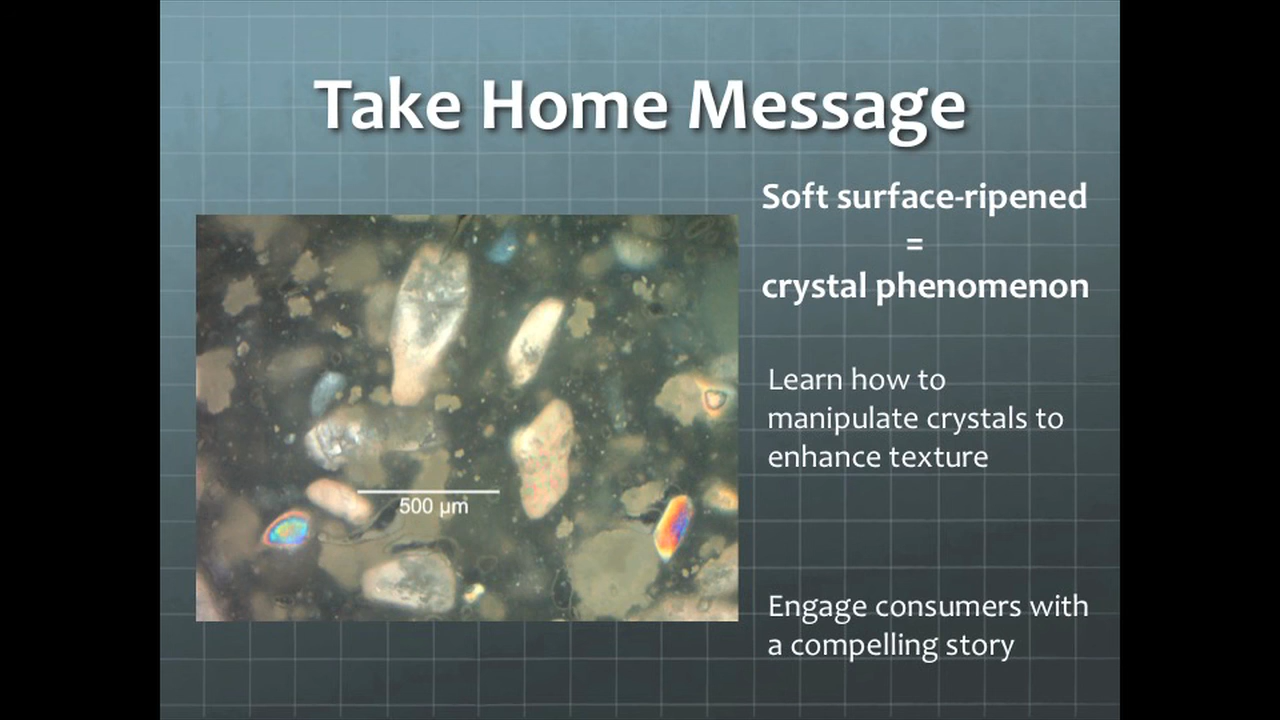 Take Home Message
Soft surface-ripened
=
crystal phenomenon
Learn how to
manipulate crystals to
enhance texture
500 µm
Engage consumers with
a compelling story